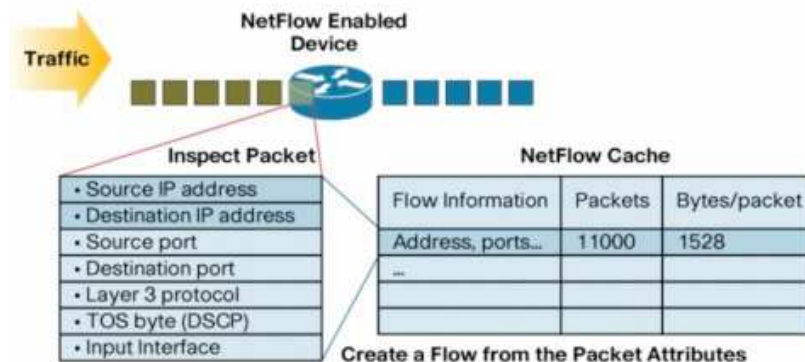 NetFlow Enabled
Device
Traffic
Inspect Packet
• Source IP address
• Destination IP address
• Source port
• Destination port
• Layer 3 protocol
• TOS byte (DSCP)
• Input Interface
NetFlow Cache
Flow Information Packets Bytes/packet
Address, ports... 11000 1528
...
Create a Flow from the Packet Attributes